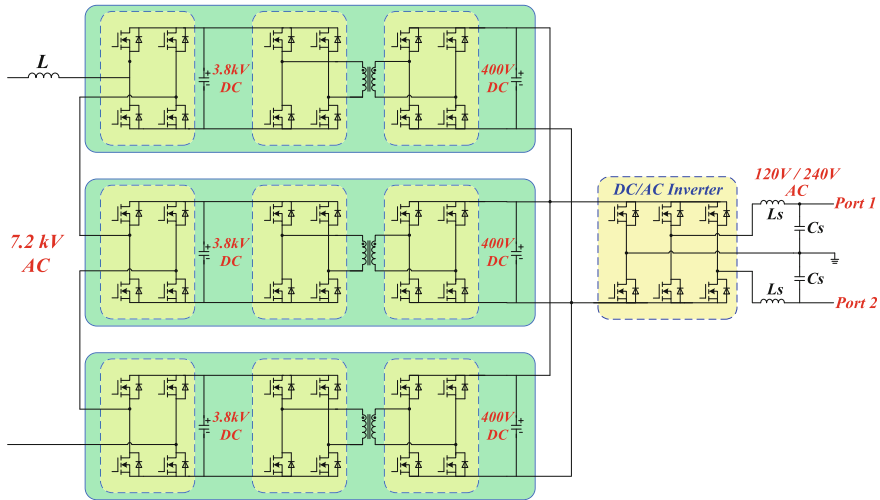 L
3.8kV
DC
400V
DC
7.2 kV
AC
3.8kV
DC
400V
DC
DC/AC Inverter
120V / 240V
AC
Port 1
Ls
Cs
Cs
Ls
Port 2
3.8kV
DC
400V
DC